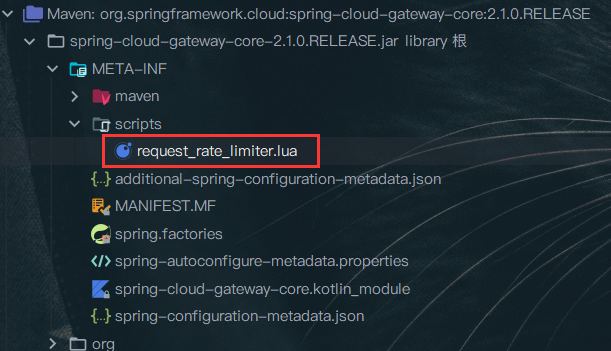 Maven: org.springframework.cloud:spring-cloud-gateway-core:2.1.0.RELEASE
spring-cloud-gateway-core-2.1.0.RELEASE.jar library 根
META-INF
maven
scripts
request_rate_limiter.lua
additional-spring-configuration-metadata.json
MANIFEST.MF
spring.factories
spring-autoconfigure-metadata.properties
spring-cloud-gateway-core.kotlin_module
spring-configuration-metadata.json
org